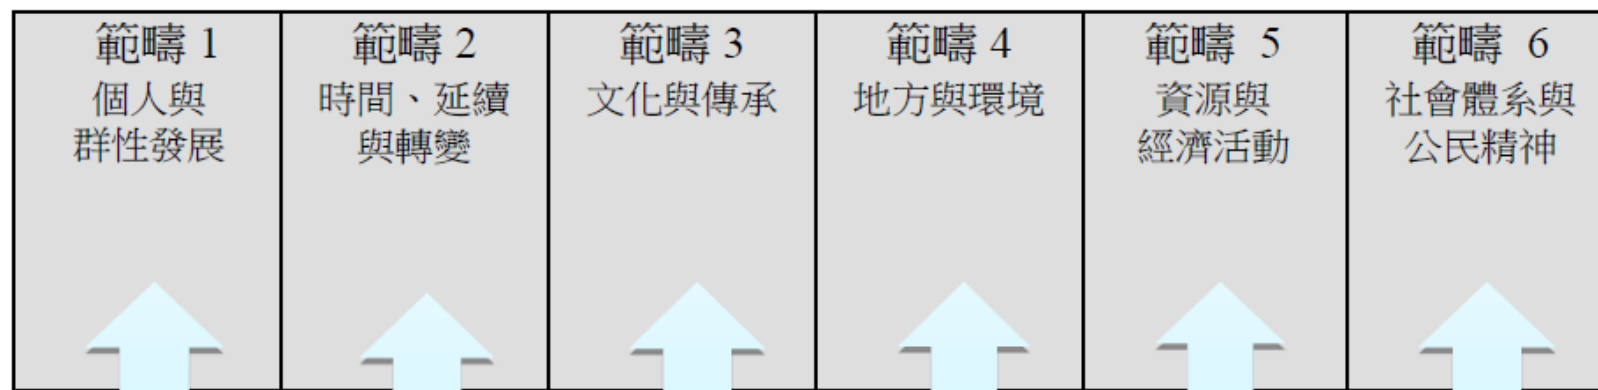 範疇 1
個人與
群性發展
範疇 2
時間、延續
與轉變
範疇 3
文化與傳承
範疇 4
地方與環境
範疇 5
資源與
經濟活動
範疇 6
社會體系與
公民精神